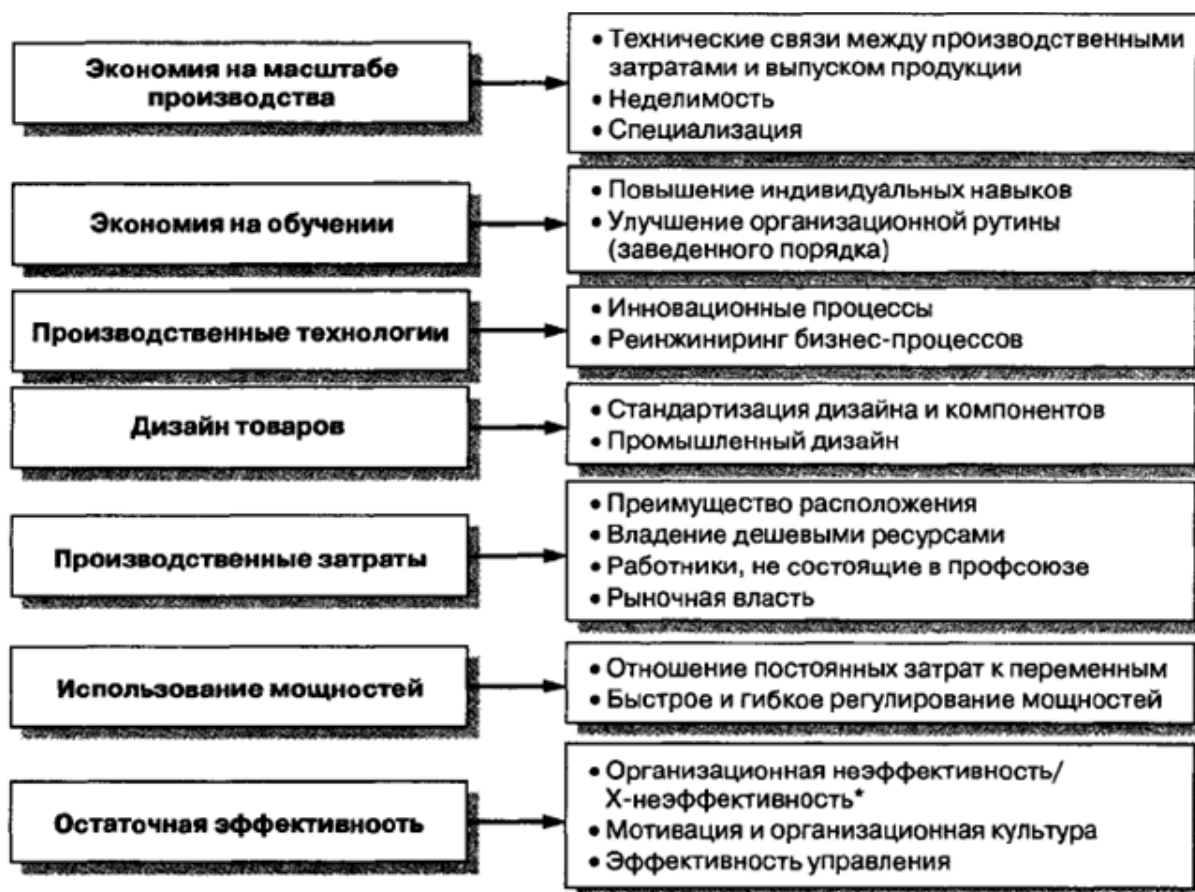 Экономия на масштабе
производства
• Технические связи между производственными
затратами и выпуском продукции
• Неделимость
• Специализация
Экономия на обучении
• Повышение индивидуальных навыков
• Улучшение организационной рутины
(заведенного порядка)
Производственные технологии
• Инновационные процессы
• Реинжиниринг бизнес-процессов
Дизайн товаров
• Стандартизация дизайна и компонентов
• Промышленный дизайн
Производственные затраты
• Преимущество расположения
• Владение дешевыми ресурсами
• Работники, не состоящие в профсоюзе
• Рыночная власть
Использование мощностей
• Отношение постоянных затрат к переменным
• Быстрое и гибкое регулирование мощностей
Остаточная эффективность
• Организационная неэффективность/
Х-неэффективность*
• Мотивация и организационная культура
• Эффективность управления